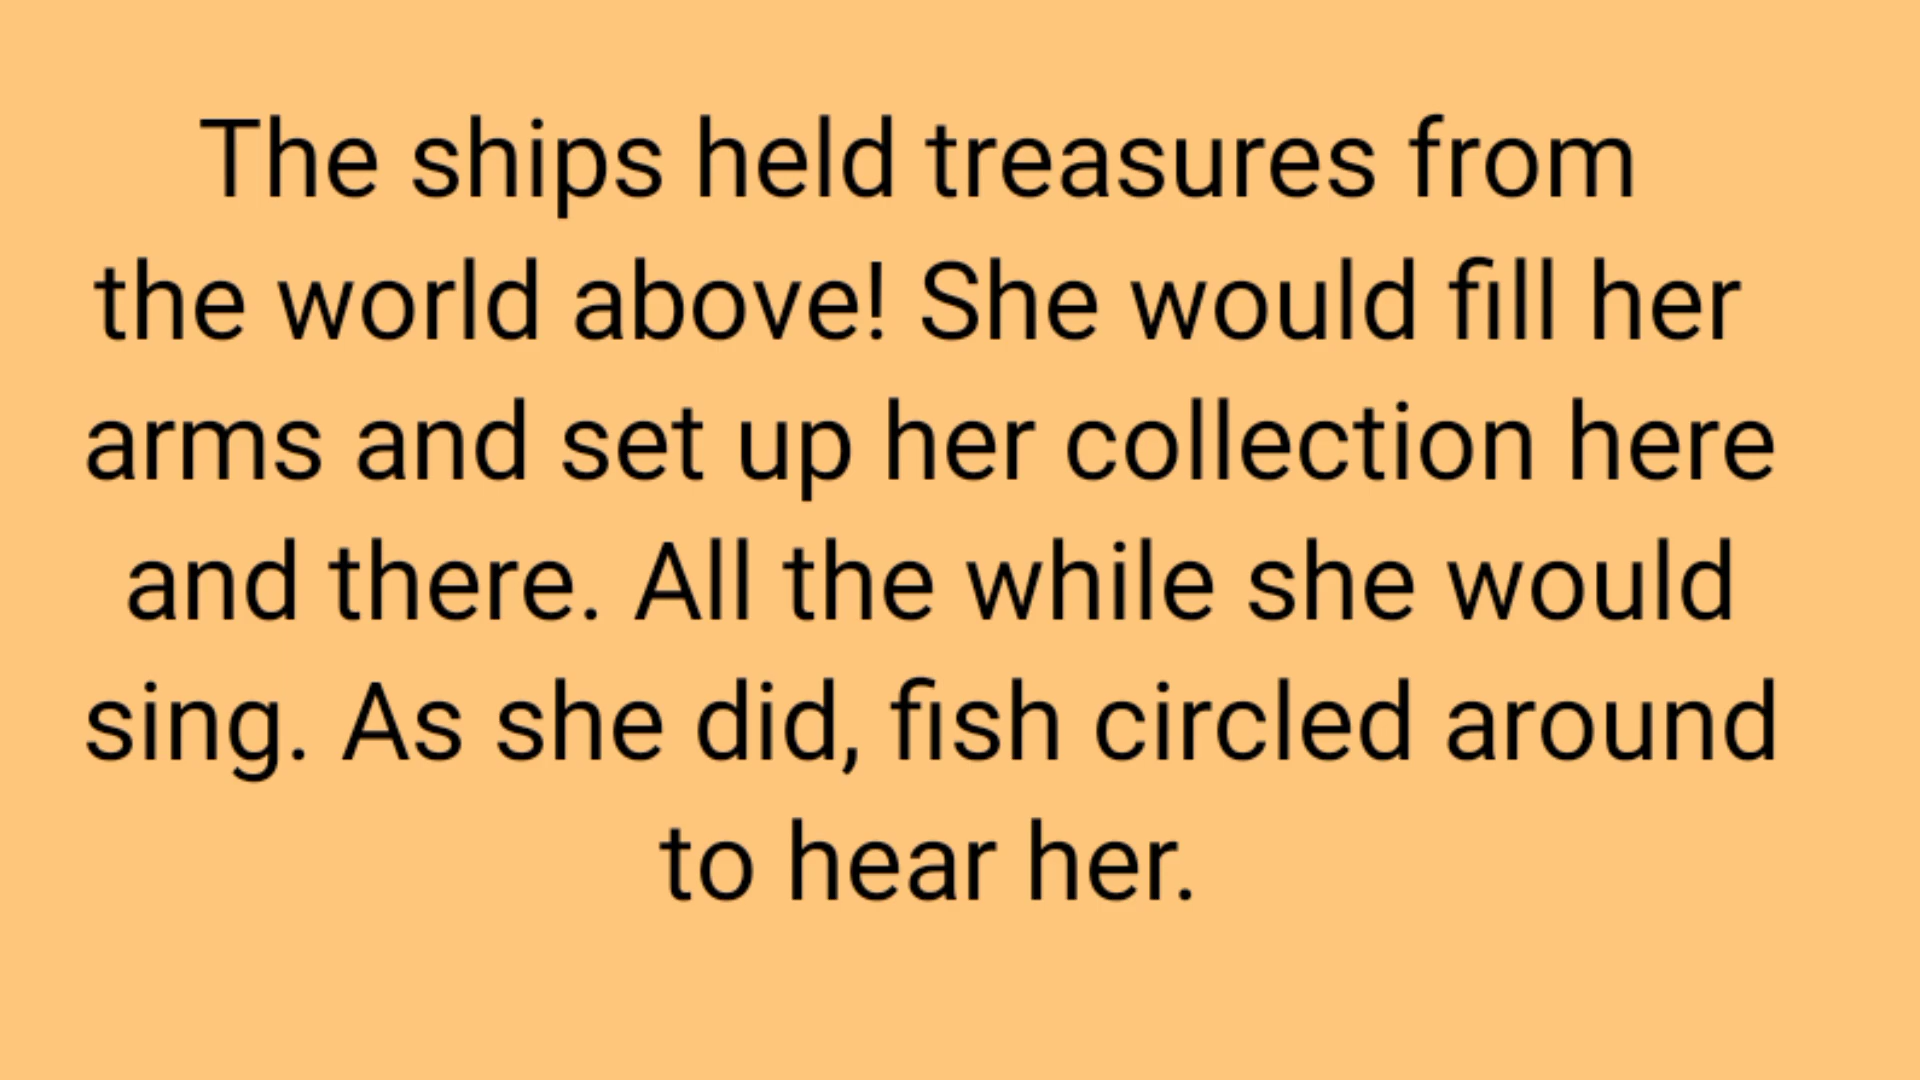 The ships held treasures from
the world above! She would fill her
arms and set up her collection here
and there. All the while she would
sing. As she did, fish circled around
to hear her.